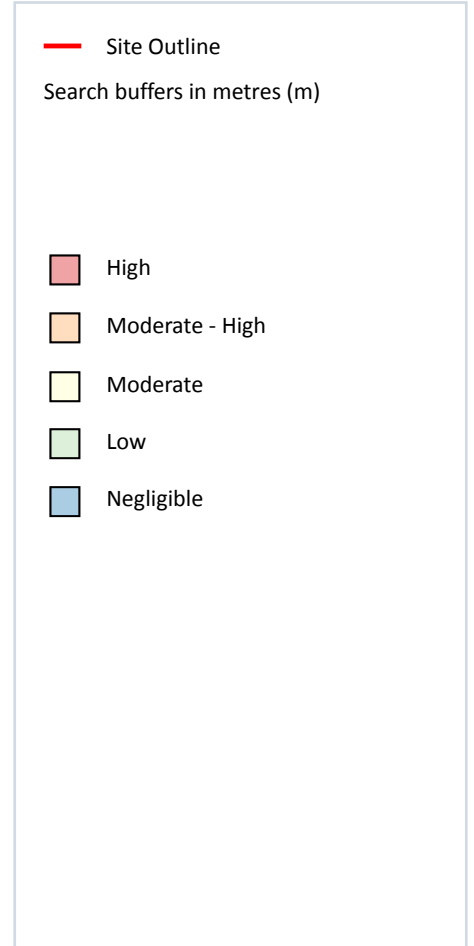 Site Outline
Search buffers in metres (m)
High
Moderate - High
Moderate
Low
Negligible